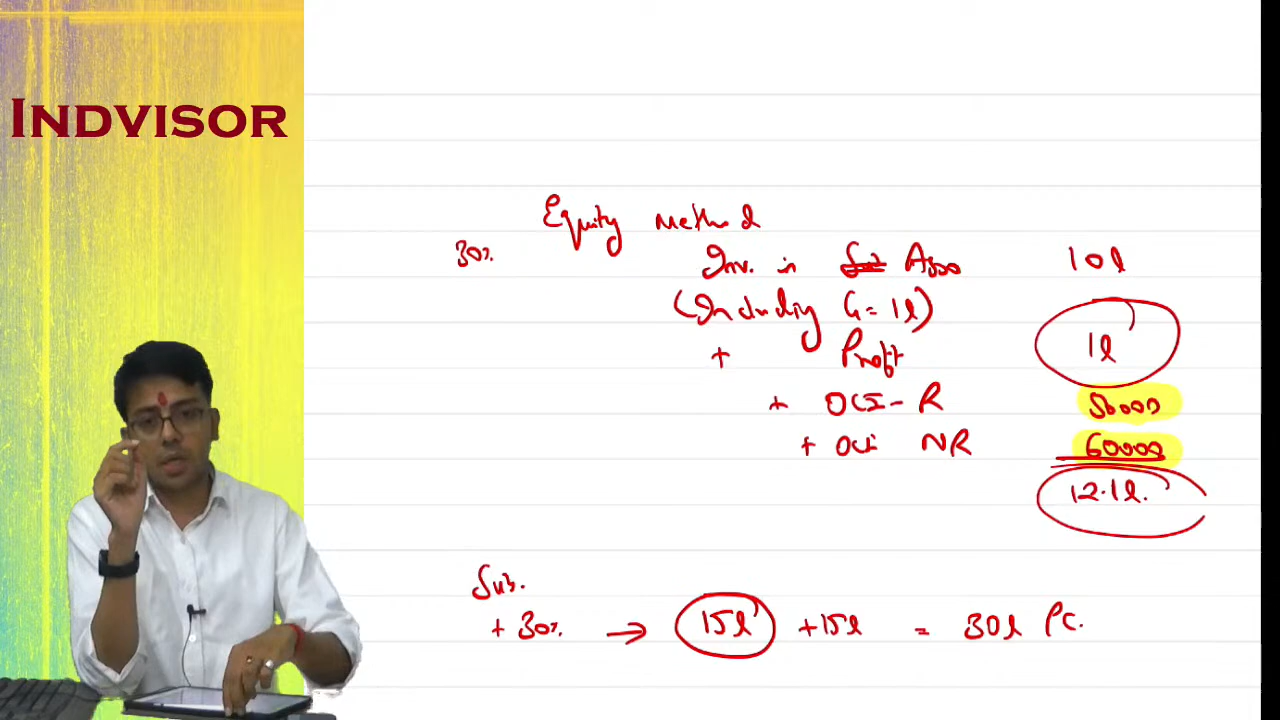 INDVISOR
Equity method
30% Inv. in Asso 10l
(Including G = 1l)
+ Profit 1l
+ OCI - R 50000
+ OCI NR 60000
12.1l.
Sub.
+ 30% → 15l + 15l = 30l PC.